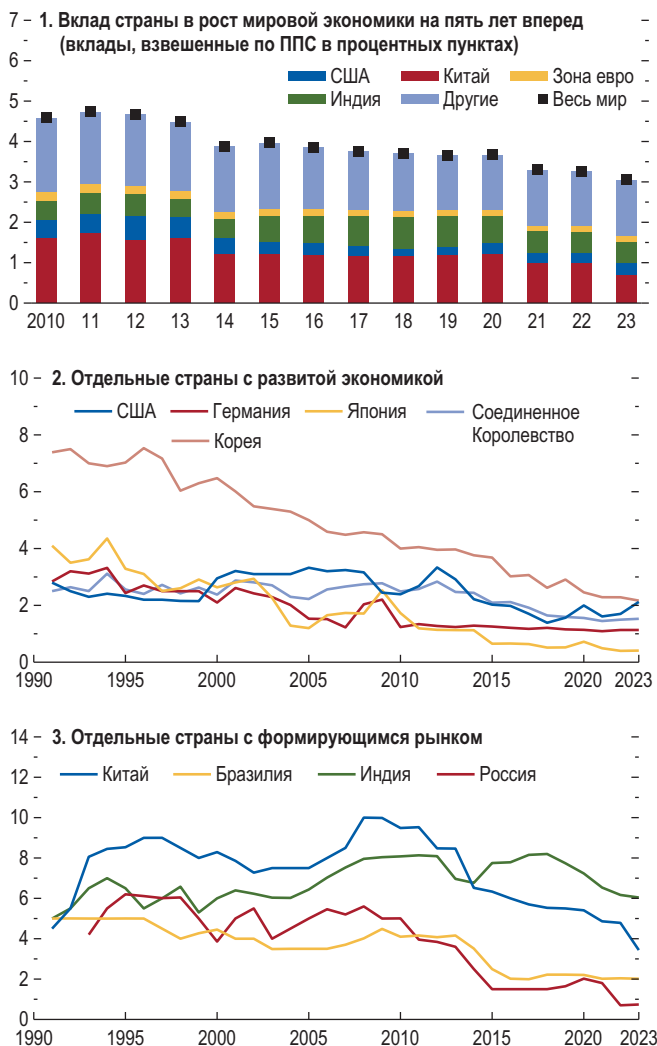 1. Вклад страны в рост мировой экономики на пять лет вперед
(вклады, взвешенные по ППС в процентных пунктах)
США Китай Зона евро
Индия Другие Весь мир
7
6
5
4
3
2
1
0
2010 11 12 13 14 15 16 17 18 19 20 21 22 23
2. Отдельные страны с развитой экономикой
США Германия Япония Соединенное
Королевство
Корея
10
8
6
4
2
0
1990 1995 2000 2005 2010 2015 2020 2023
3. Отдельные страны с формирующимся рынком
Китай Бразилия Индия Россия
14
12
10
8
6
4
2
0
1990 1995 2000 2005 2010 2015 2020 2023